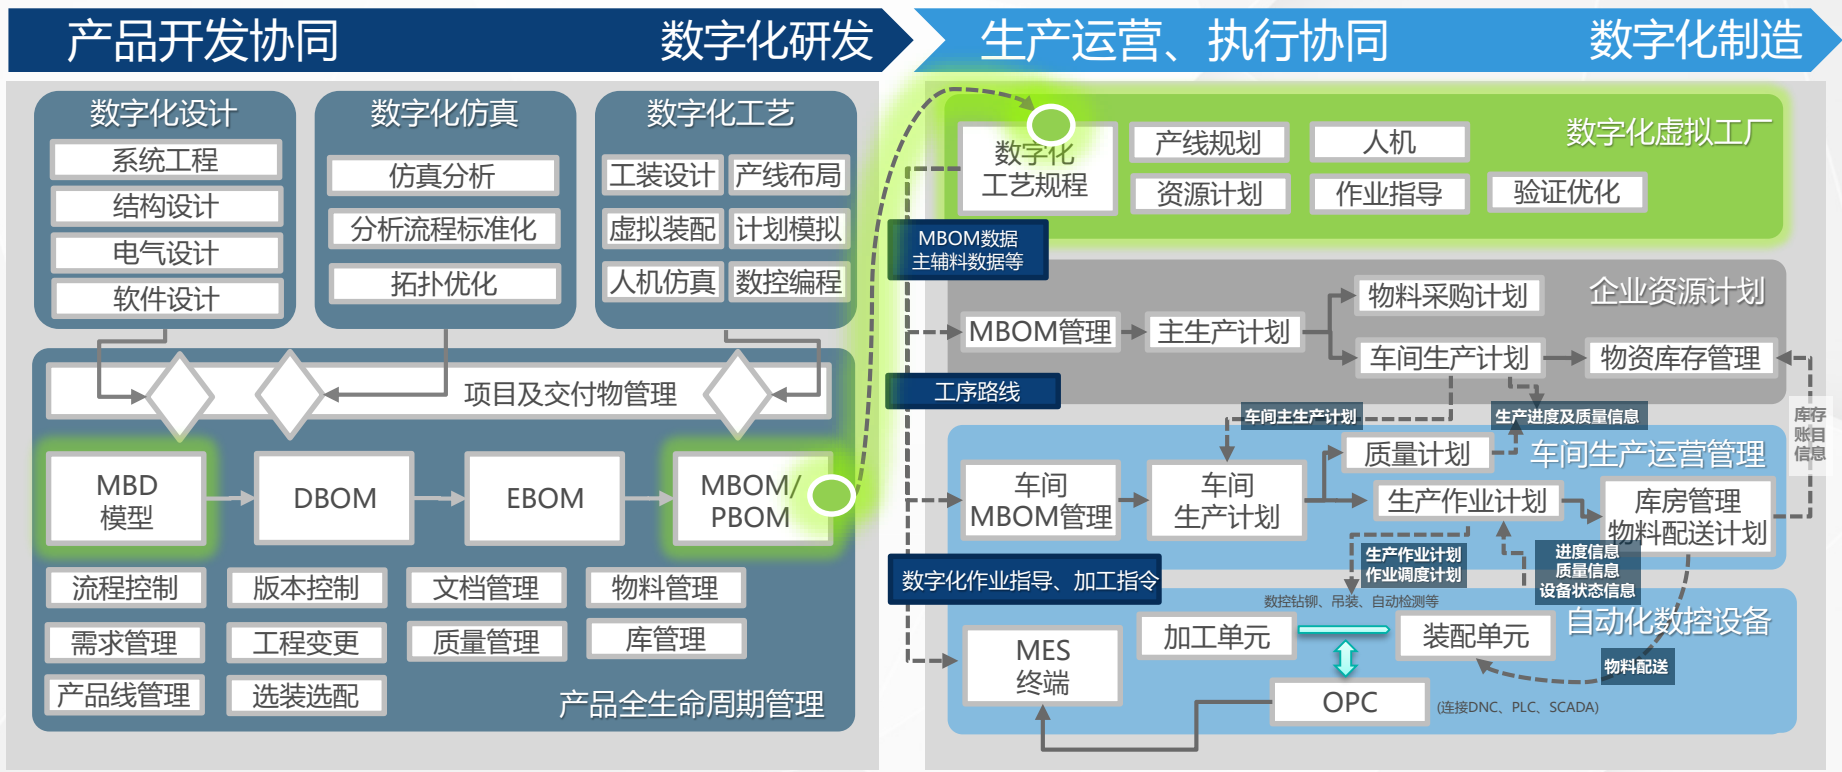 产品开发协同
数字化研发
生产运营、执行协同
数字化制造
数字化设计
系统工程
结构设计
电气设计
软件设计
数字化仿真
仿真分析
分析流程标准化
拓扑优化
数字化工艺
工装设计
产线布局
虚拟装配
计划模拟
人机仿真
数控编程
项目及交付物管理
MBD
模型
DBOM
EBOM
MBOM/
PBOM
流程控制
版本控制
文档管理
物料管理
需求管理
工程变更
质量管理
库管理
产品线管理
选装选配
产品全生命周期管理
数字化虚拟工厂
数字化
工艺规程
产线规划
人机
资源计划
作业指导
验证优化
MBOM数据
主辅料数据等
企业资源计划
MBOM管理
主生产计划
物料采购计划
车间生产计划
物资库存管理
工序路线
车间主生产计划
生产进度及质量信息
库存
账目
信息
车间生产运营管理
车间
MBOM管理
车间
生产计划
质量计划
生产作业计划
库房管理
物料配送计划
生产作业计划
作业调度计划
进度信息
质量信息
设备状态信息
数字化作业指导、加工指令
数控钻铆、吊装、自动检测等
自动化数控设备
MES
终端
加工单元
装配单元
物料配送
OPC
(连接DNC、PLC、SCADA)